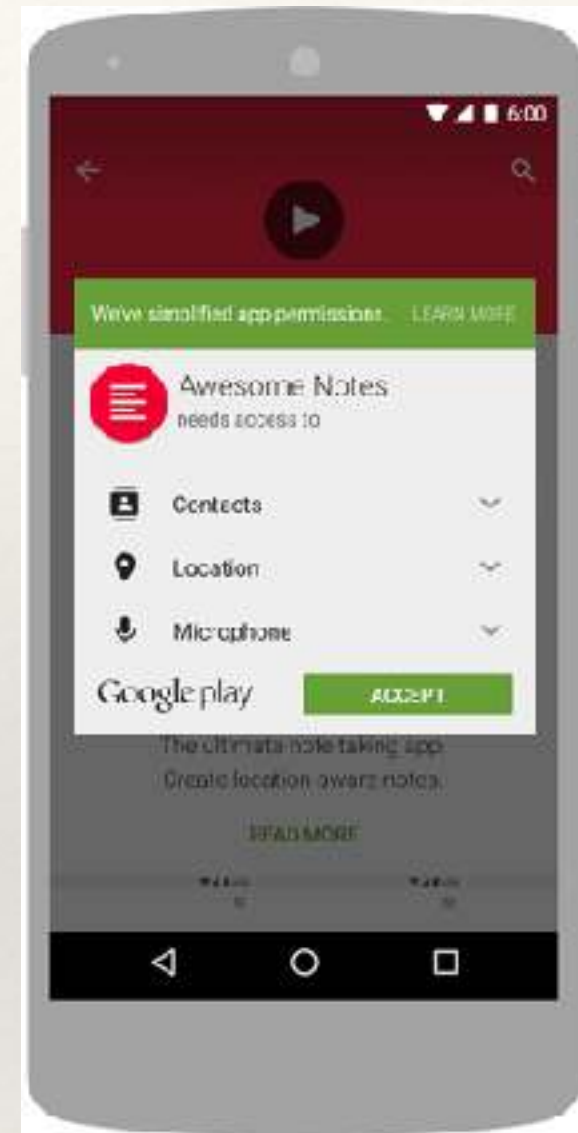 6:00
We've simplified app permissions. LEARN MORE
Awesome Notes
needs access to
Contacts
Location
Microphone
Google play ACCEPT
The ultimate note taking app
Create location aware notes.
READ MORE